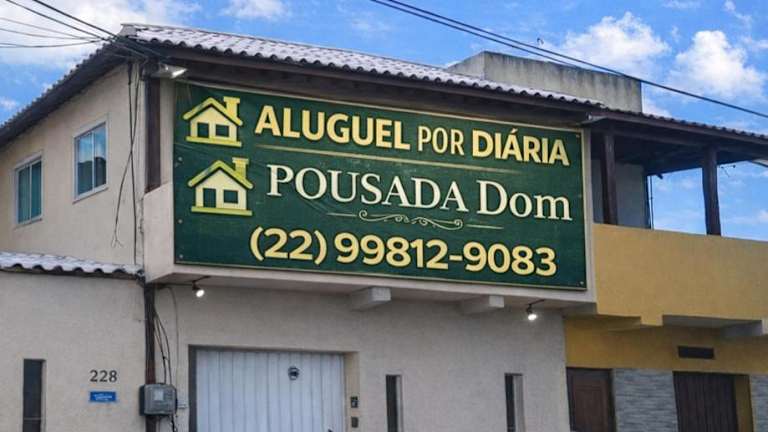 ALUGUEL POR DIÁRIA
POUSADA Dom
(22) 99812-9083
228